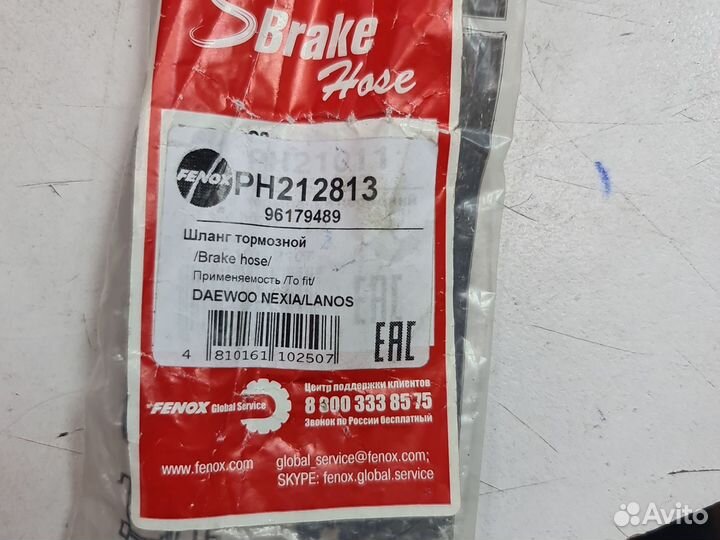 Brake
Hose
FENOX
PH212813
96179489
Шланг тормозной
/Brake hose/
Применяемость /To fit/
DAEWOO NEXIA/LANOS
4 810161 102507
EAC
Центр поддержки клиентов
FENOX Global Service
8 800 333 85 75
Звонок по России бесплатный
www.fenox.com
global_service@fenox.com;
SKYPE: fenox.global.service
Avito